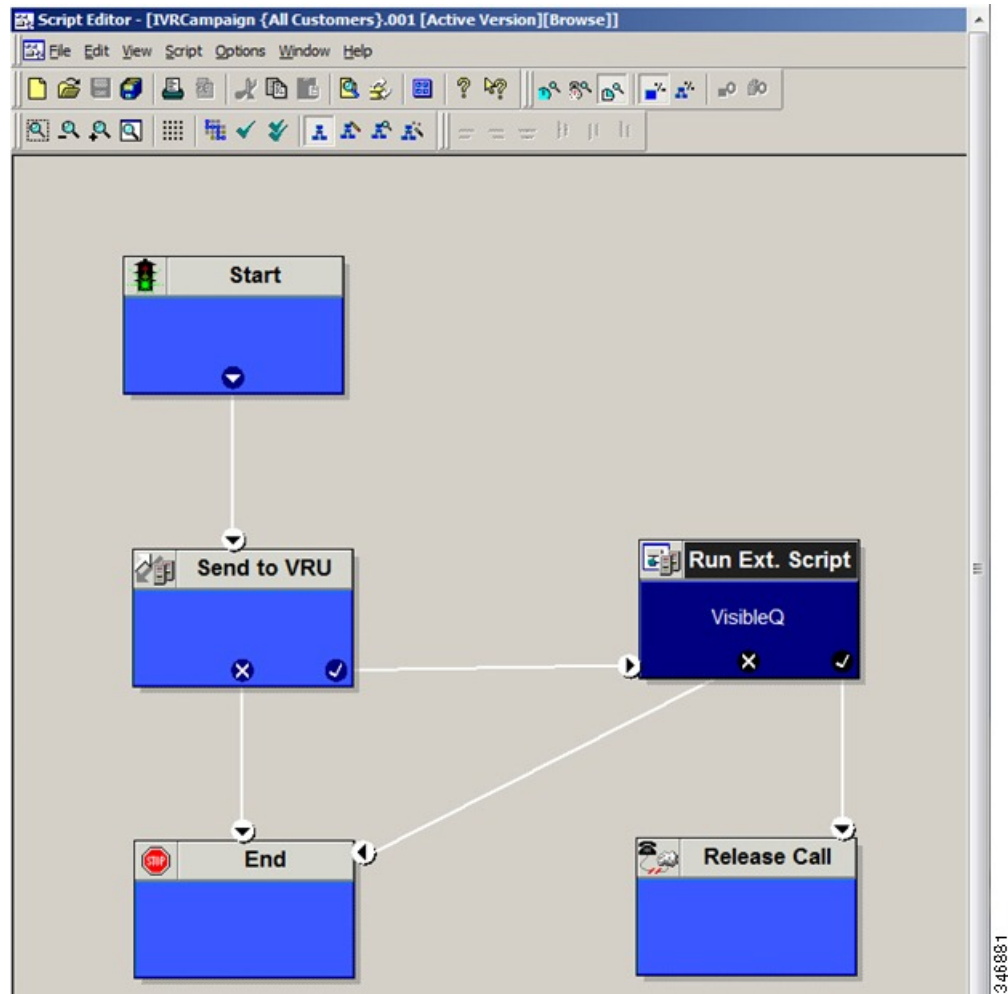 Script Editor - [IVRCampaign {All Customers}.001 [Active Version][Browse]]
File Edit View Script Options Window Help
Start
Send to VRU
Run Ext. Script
VisibleQ
End
STOP
Release Call
346881